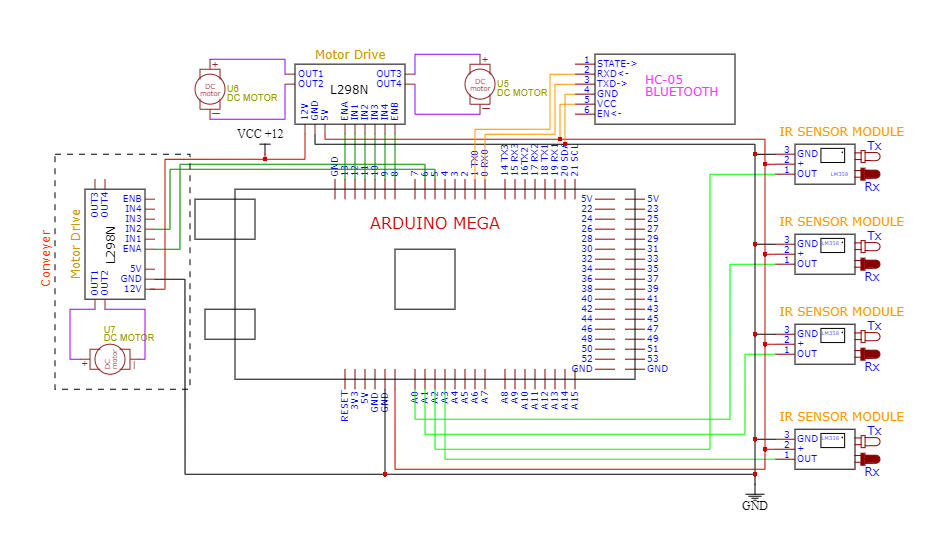 Motor Drive
OUT1
OUT2
L298N
OUT3
OUT4
12V
GND
5V
ENA
IN1
IN2
IN3
IN4
ENB
DC
motor
+
U6
DC MOTOR
DC
motor
+
U5
DC MOTOR
1 STATE->
2 RXD<-
3 TXD->
4 GND
5 VCC
6 EN<-
HC-05
BLUETOOTH
VCC +12
Conveyer
Motor Drive
L298N
OUT3
OUT4
ENB
IN4
IN3
IN2
IN1
ENA
5V
GND
12V
OUT1
OUT2
U7
DC MOTOR
DC
motor
+
ARDUINO MEGA
GND
13
12
11
10
9
8
7
6
5
4
3
2
1 TX0
0 RX0
14 TX3
15 RX3
16TX2
17 RX2
18 TX1
19 RX1
20 SDA
21 SCL
5V 5V
22 23
24 25
26 27
28 29
30 31
32 33
34 35
36 37
38 39
40 41
42 43
44 45
46 47
48 49
50 51
52 53
GND GND
RESET
3V3
5V
GND
GND
A0
A1
A2
A3
A4
A5
A6
A7
A8
A9
A10
A11
A12
A13
A14
A15
IR SENSOR MODULE
3 GND
2 +
1 OUT
LM358
Tx
Rx
IR SENSOR MODULE
3 GND
2 +
1 OUT
LM358
Tx
Rx
IR SENSOR MODULE
3 GND
2 +
1 OUT
LM358
Tx
Rx
IR SENSOR MODULE
3 GND
2 +
1 OUT
LM358
Tx
Rx
GND